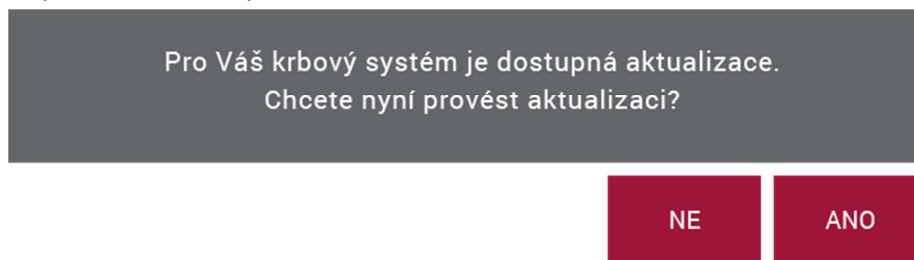 Pro Váš krbový systém je dostupná aktualizace.
Chcete nyní provést aktualizaci?
NE
ANO